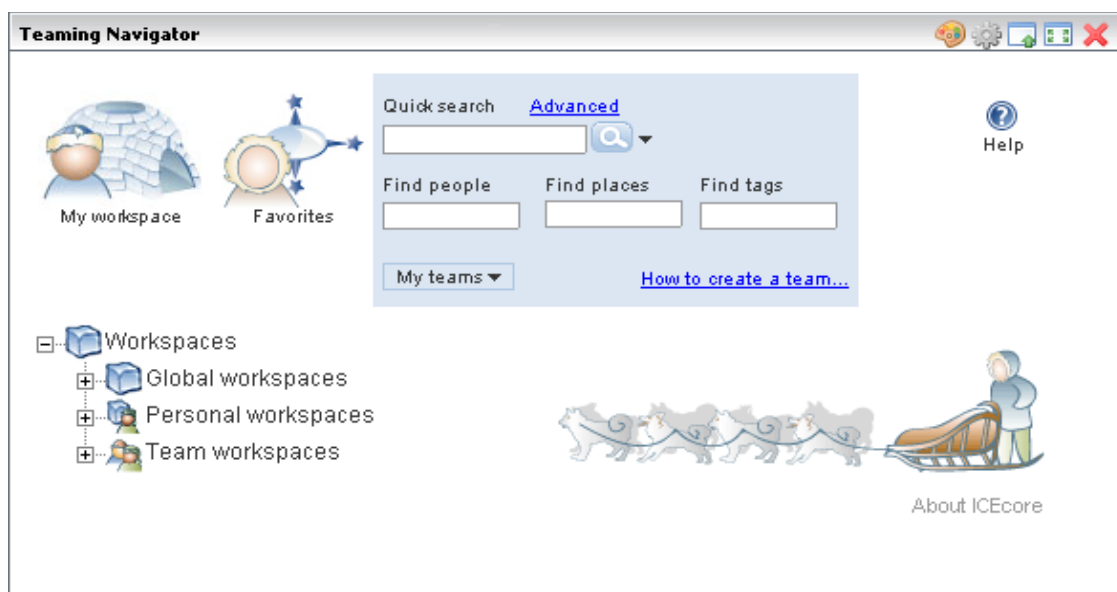 Teaming Navigator
Quick search Advanced
Help
Find people Find places Find tags
My workspace Favorites
My teams How to create a team...
Workspaces
Global workspaces
Personal workspaces
Team workspaces
About ICEcore